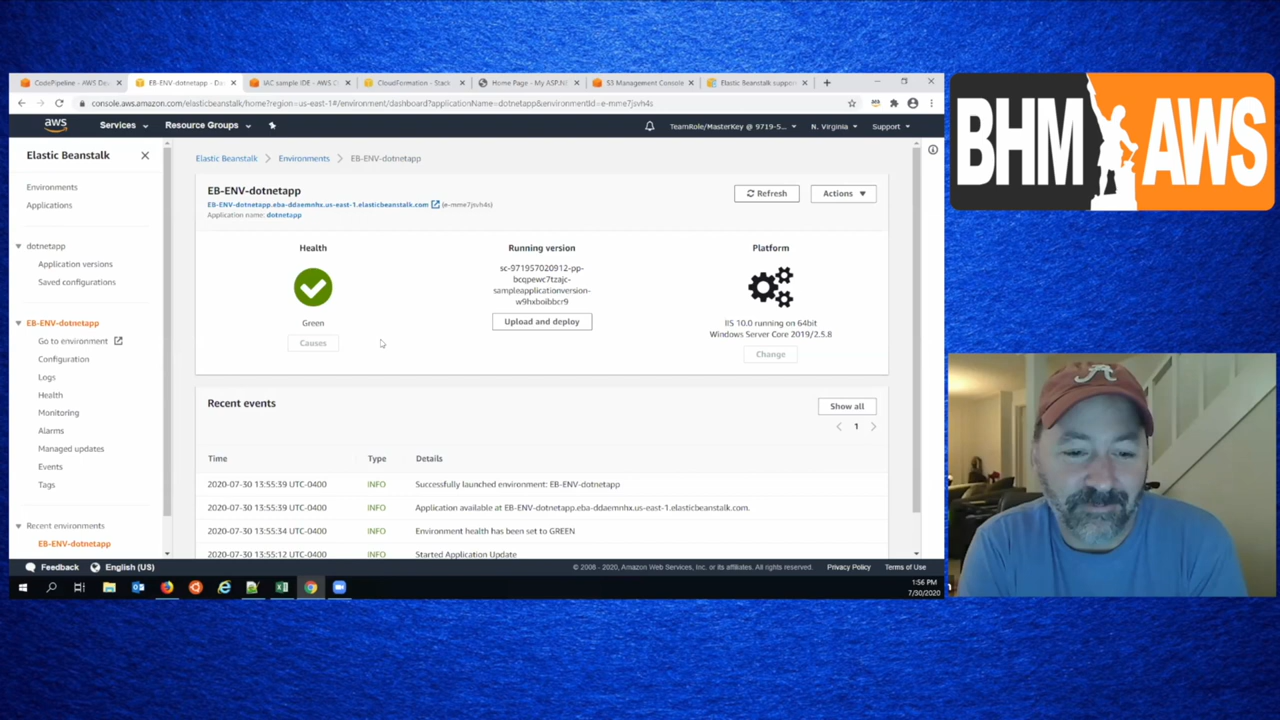 CodePipeline - AWS De
EB-ENV-dotnetapp - Da
IAC sample IDE - AWS C
CloudFormation - Stack
Home Page - My ASP.N
S3 Management Console
Elastic Beanstalk suppor
console.aws.amazon.com/elasticbeanstalk/home?region=us-east-1#/environment/dashboard?applicationName=dotnetapp&environmentId=e-mme7jsvh4s
aws
Services
Resource Groups
TeamRole/MasterKey @ 9719-5...
N. Virginia
Support
Elastic Beanstalk
Environments
Applications
dotnetapp
Application versions
Saved configurations
EB-ENV-dotnetapp
Go to environment
Configuration
Logs
Health
Monitoring
Alarms
Managed updates
Events
Tags
Recent environments
EB-ENV-dotnetapp
Elastic Beanstalk > Environments > EB-ENV-dotnetapp
EB-ENV-dotnetapp
EB-ENV-dotnetapp.eba-ddaemnhx.us-east-1.elasticbeanstalk.com (e-mme7jsvh4s)
Application name: dotnetapp
Refresh
Actions
Health
Green
Causes
Running version
sc-971957020912-pp-
bcqpewc7tzajc-
sampleapplicationversion-
w9hxboibbcr9
Upload and deploy
Platform
IIS 10.0 running on 64bit
Windows Server Core 2019/2.5.8
Change
Recent events
Show all
1
Time Type Details
2020-07-30 13:55:39 UTC-0400 INFO Successfully launched environment: EB-ENV-dotnetapp
2020-07-30 13:55:39 UTC-0400 INFO Application available at EB-ENV-dotnetapp.eba-ddaemnhx.us-east-1.elasticbeanstalk.com.
2020-07-30 13:55:34 UTC-0400 INFO Environment health has been set to GREEN
2020-07-30 13:55:12 UTC-0400 INFO Started Application Update
Feedback
English (US)
© 2008 - 2020, Amazon Web Services, Inc. or its affiliates. All rights reserved.
Privacy Policy
Terms of Use
1:56 PM
7/30/2020
BHM AWS
A